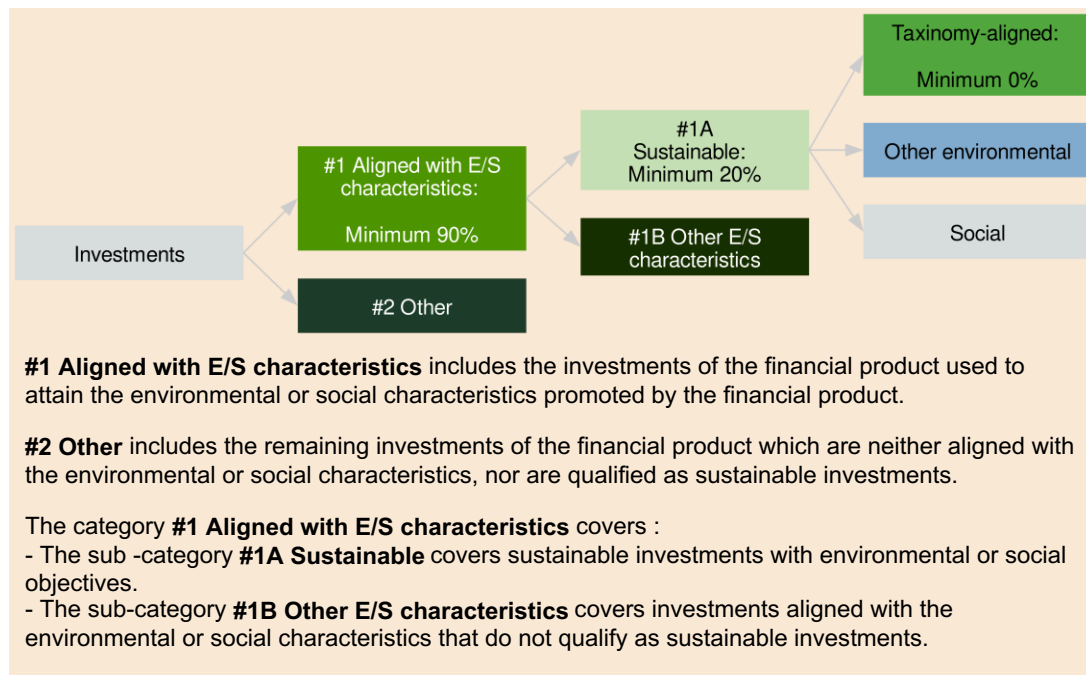 Taxinomy-aligned:
Minimum 0%
#1A
Sustainable:
Minimum 20%
Other environmental
#1 Aligned with E/S
characteristics:
Minimum 90%
Social
#1B Other E/S
characteristics
Investments
#2 Other
#1 Aligned with E/S characteristics includes the investments of the financial product used to
attain the environmental or social characteristics promoted by the financial product.
#2 Other includes the remaining investments of the financial product which are neither aligned with
the environmental or social characteristics, nor are qualified as sustainable investments.
The category #1 Aligned with E/S characteristics covers :
- The sub -category #1A Sustainable covers sustainable investments with environmental or social
objectives.
- The sub-category #1B Other E/S characteristics covers investments aligned with the
environmental or social characteristics that do not qualify as sustainable investments.